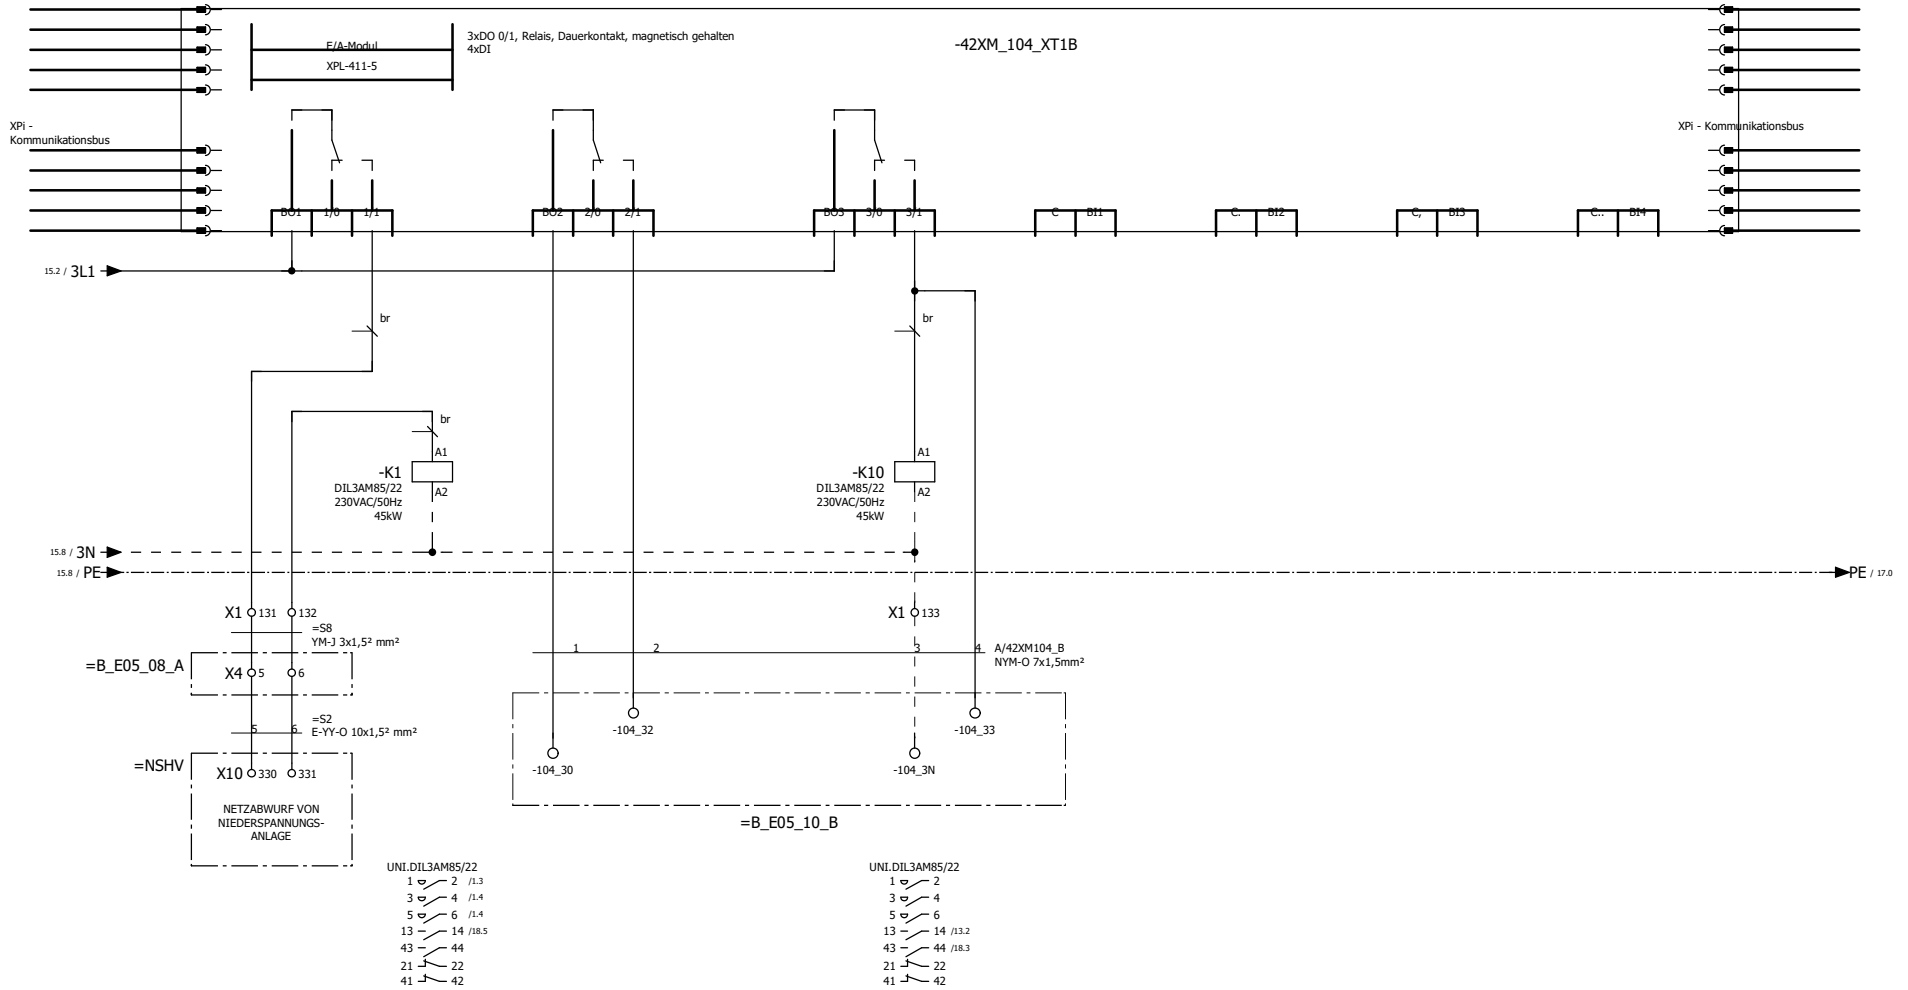 E/A-Modul
XPL-411-5
3xDO 0/1, Relais, Dauerkontakt, magnetisch gehalten
4xDI
-42XM_104_XT1B
XPi -
Kommunikationsbus
XPi - Kommunikationsbus
BO1 1/0 1/1
BO2 2/0 2/1
BO3 3/0 3/1
C BI1
C. BI2
C, BI3
C.. BI4
15.2 / 3L1
br
br
br
A1
-K1
DIL3AM85/22
230VAC/50Hz
45kW
A2
A1
-K10
DIL3AM85/22
230VAC/50Hz
45kW
A2
15.8 / 3N
15.8 / PE
PE / 17.0
X1 131 132
X1 133
=S8
YM-J 3x1,5² mm²
1 2 3 4
A/42XM104_B
NYM-O 7x1,5mm²
=B_E05_08_A
X4 5 6
=S2
5 6
E-YY-O 10x1,5² mm²
-104_32
-104_33
-104_30
-104_3N
=B_E05_10_B
=NSHV
X10 330 331
NETZABWURF VON
NIEDERSPANNUNGS-
ANLAGE
UNI.DIL3AM85/22
1 2 /1.3
3 4 /1.4
5 6 /1.4
13 14 /18.5
43 44
21 22
41 42
UNI.DIL3AM85/22
1 2
3 4
5 6
13 14 /13.2
43 44 /18.3
21 22
41 42